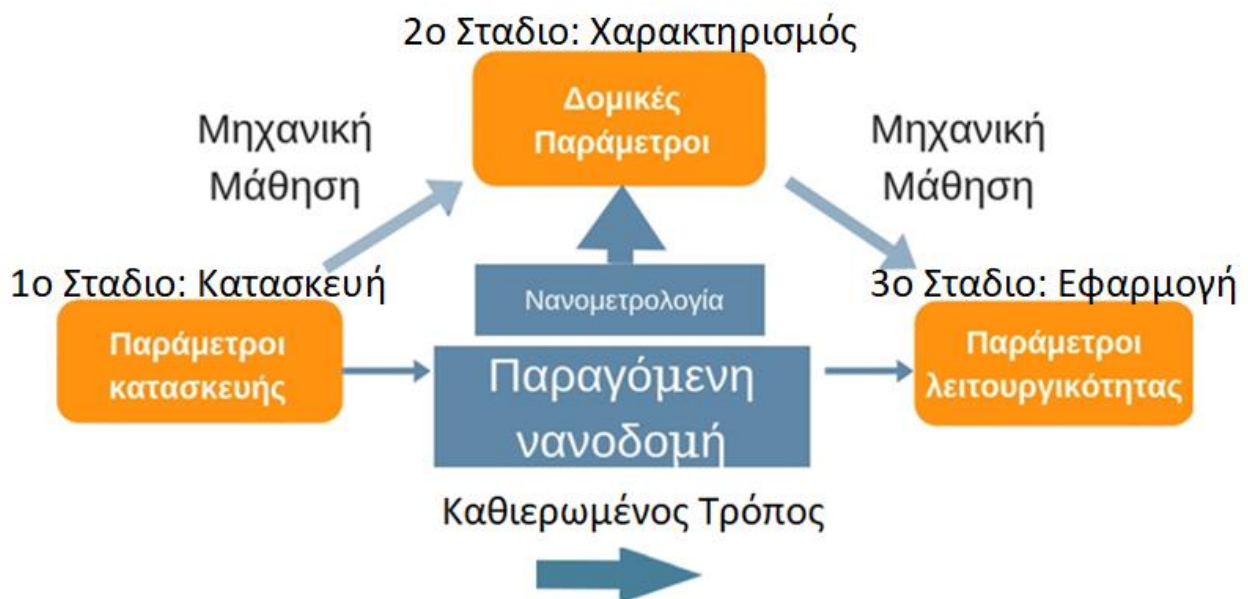 2ο Σταδιο: Χαρακτηρισμός
Δομικές
Παράμετροι
Μηχανική
Μάθηση
Μηχανική
Μάθηση
1ο Σταδιο: Κατασκευή
Νανομετρολογία
3ο Σταδιο: Εφαρμογή
Παράμετροι
κατασκευής
Παραγόμενη
νανοδομή
Παράμετροι
λειτουργικότητας
Καθιερωμένος Τρόπος